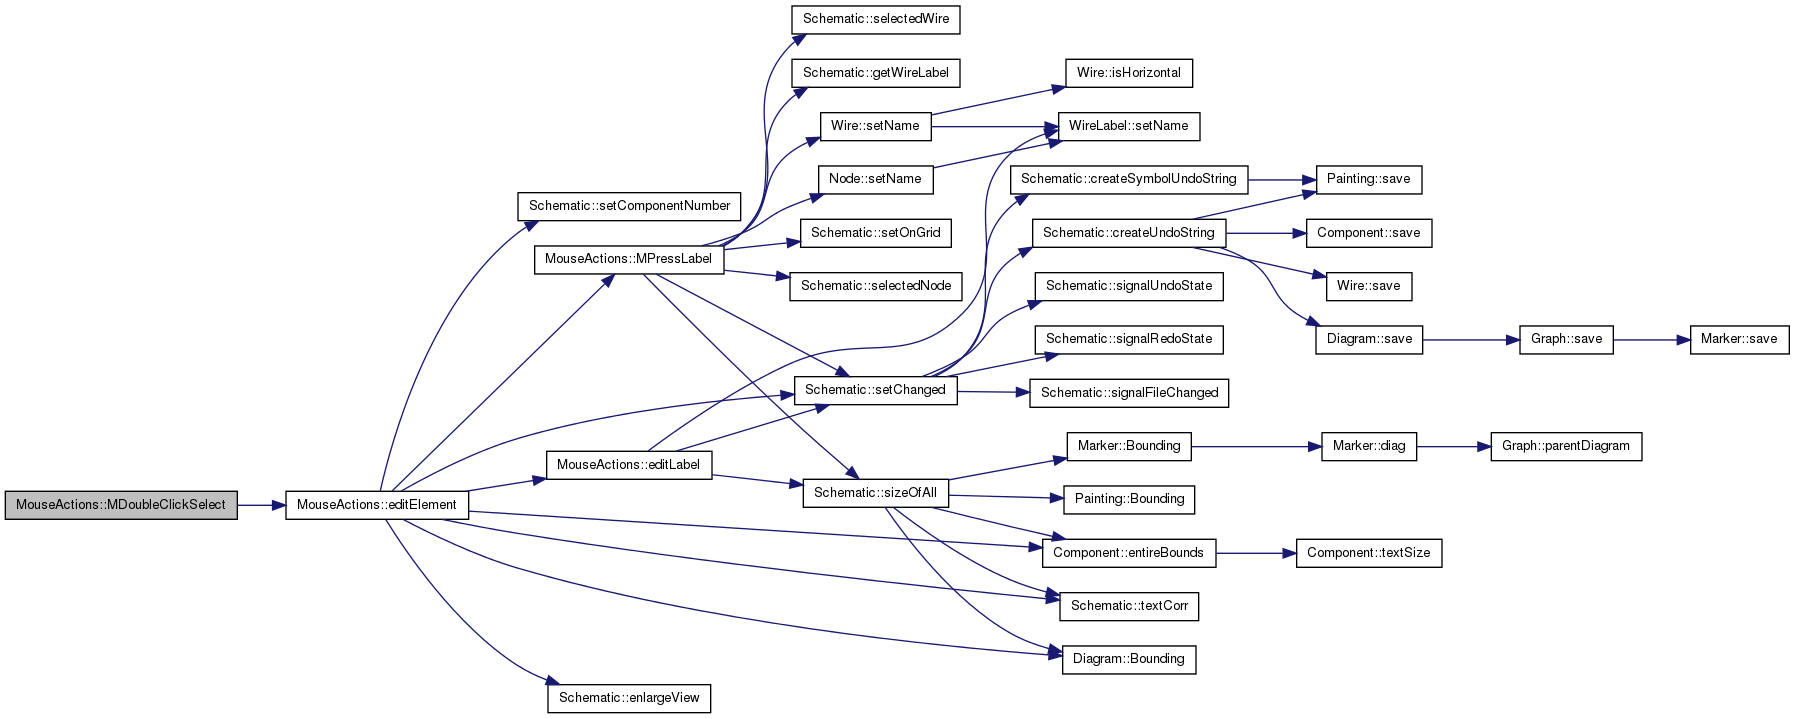 Schematic::selectedWire
Schematic::getWireLabel
Wire::isHorizontal
Wire::setName
WireLabel::setName
Node::setName
Schematic::createSymbolUndoString
Painting::save
Schematic::setComponentNumber
Schematic::setOnGrid
Schematic::createUndoString
Component::save
MouseActions::MPressLabel
Schematic::selectedNode
Schematic::signalUndoState
Wire::save
Schematic::signalRedoState
Diagram::save
Graph::save
Marker::save
Schematic::setChanged
Schematic::signalFileChanged
Marker::Bounding
Marker::diag
Graph::parentDiagram
MouseActions::editLabel
Schematic::sizeOfAll
Painting::Bounding
MouseActions::MDoubleClickSelect
MouseActions::editElement
Component::entireBounds
Component::textSize
Schematic::textCorr
Diagram::Bounding
Schematic::enlargeView